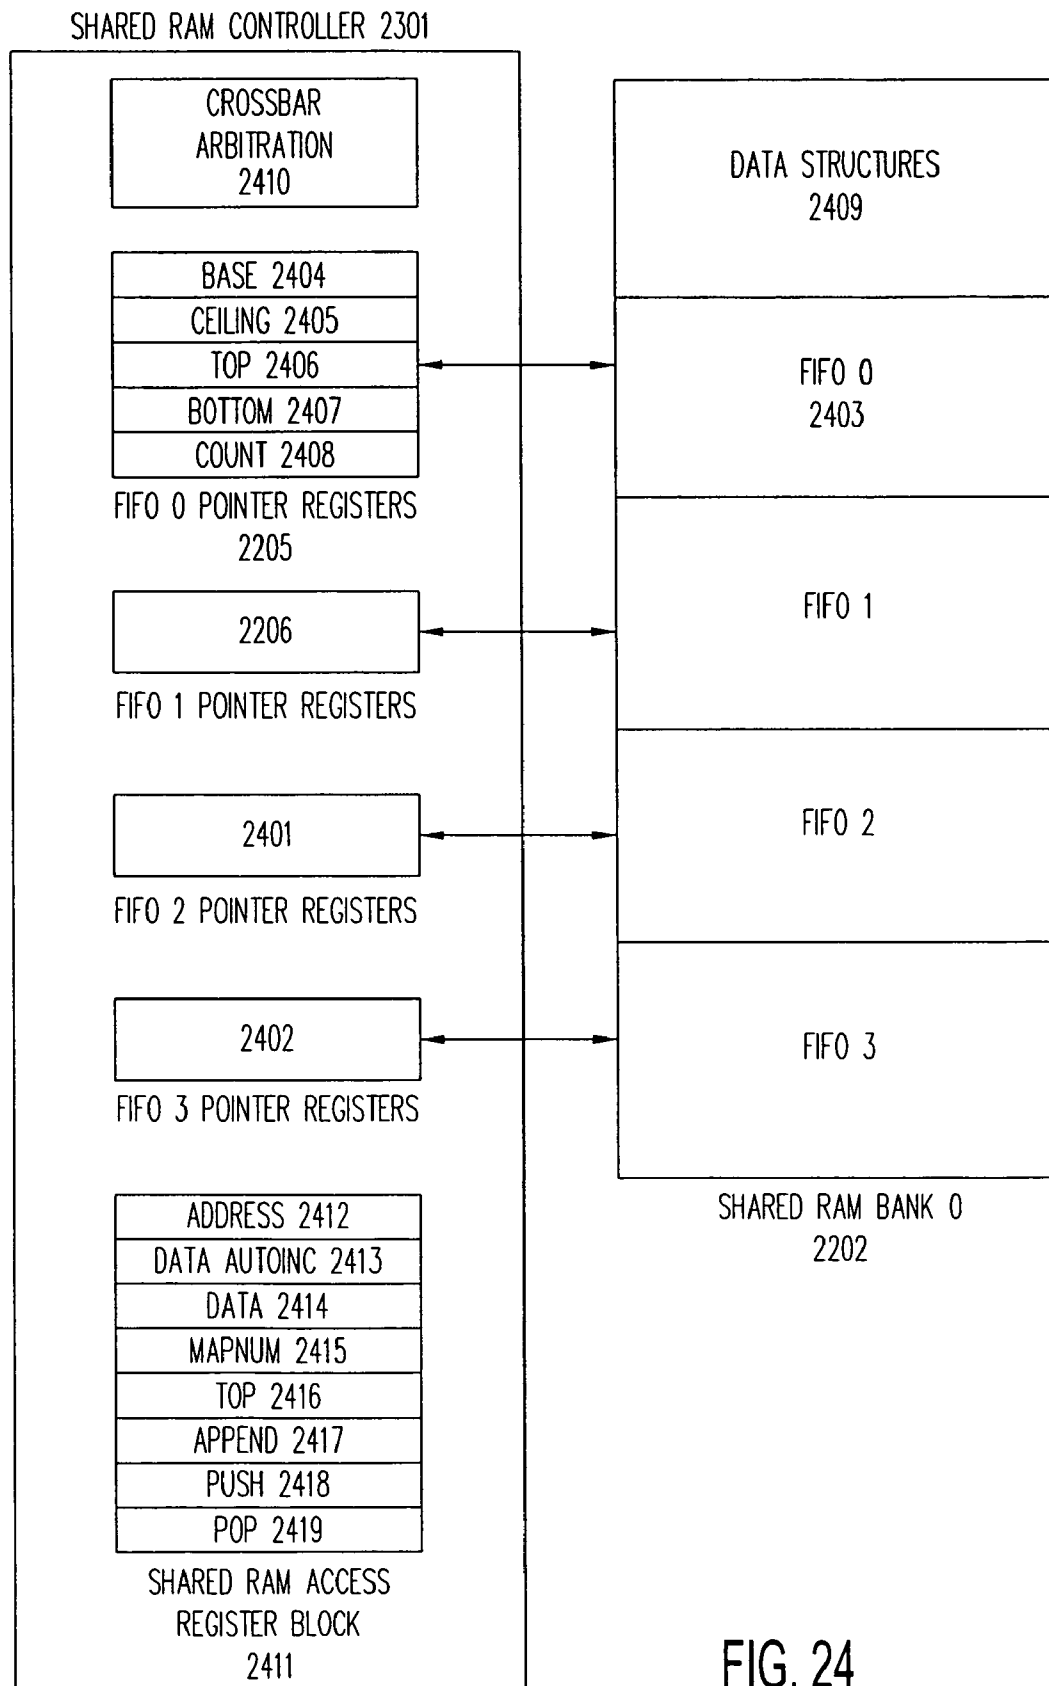 SHARED RAM CONTROLLER 2301
CROSSBAR
ARBITRATION
2410
BASE 2404
CEILING 2405
TOP 2406
BOTTOM 2407
COUNT 2408
FIFO 0 POINTER REGISTERS
2205
2206
FIFO 1 POINTER REGISTERS
2401
FIFO 2 POINTER REGISTERS
2402
FIFO 3 POINTER REGISTERS
ADDRESS 2412
DATA AUTOINC 2413
DATA 2414
MAPNUM 2415
TOP 2416
APPEND 2417
PUSH 2418
POP 2419
SHARED RAM ACCESS
REGISTER BLOCK
2411
DATA STRUCTURES
2409
FIFO 0
2403
FIFO 1
FIFO 2
FIFO 3
SHARED RAM BANK 0
2202
FIG. 24